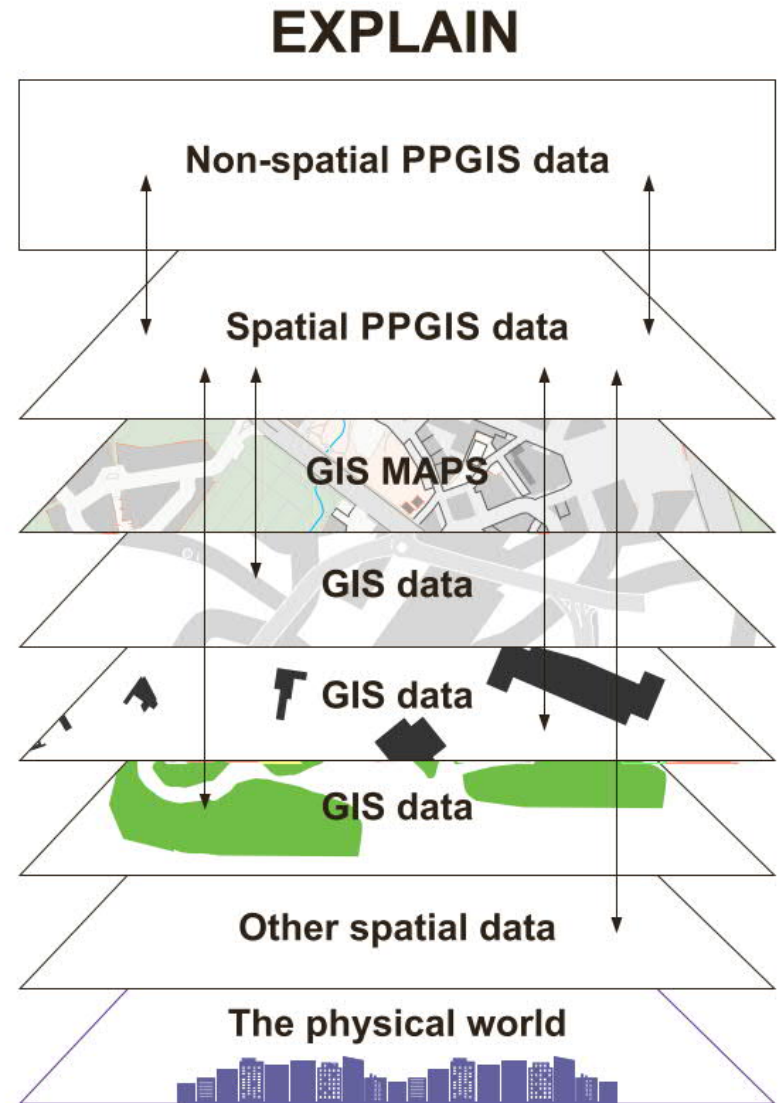 EXPLAIN
Non-spatial PPGIS data
Spatial PPGIS data
GIS MAPS
GIS data
GIS data
GIS data
Other spatial data
The physical world